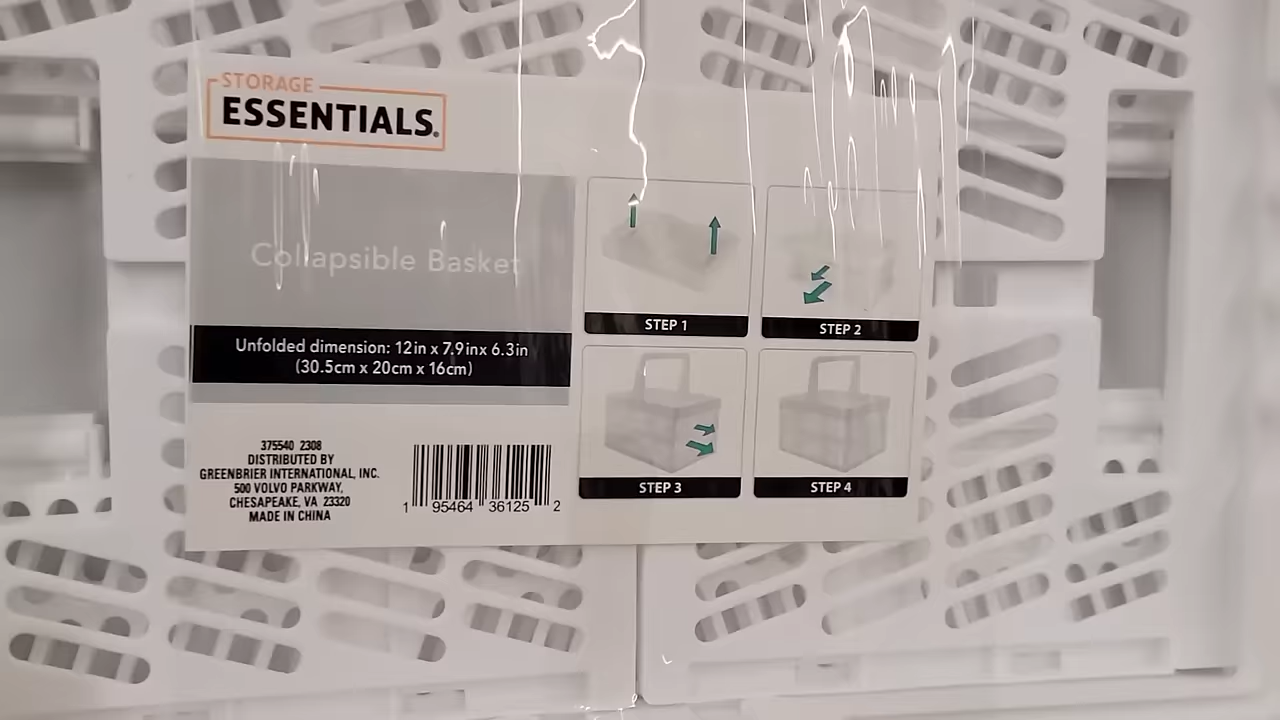 STORAGE
ESSENTIALS®
Collapsible Basket
Unfolded dimension: 12in x 7.9inx 6.3in
(30.5cm x 20cm x 16cm)
375540 2308
DISTRIBUTED BY
GREENBRIER INTERNATIONAL, INC.
500 VOLVO PARKWAY,
CHESAPEAKE, VA 23320
MADE IN CHINA
1 95464 36125 2
STEP 1
STEP 2
STEP 3
STEP 4